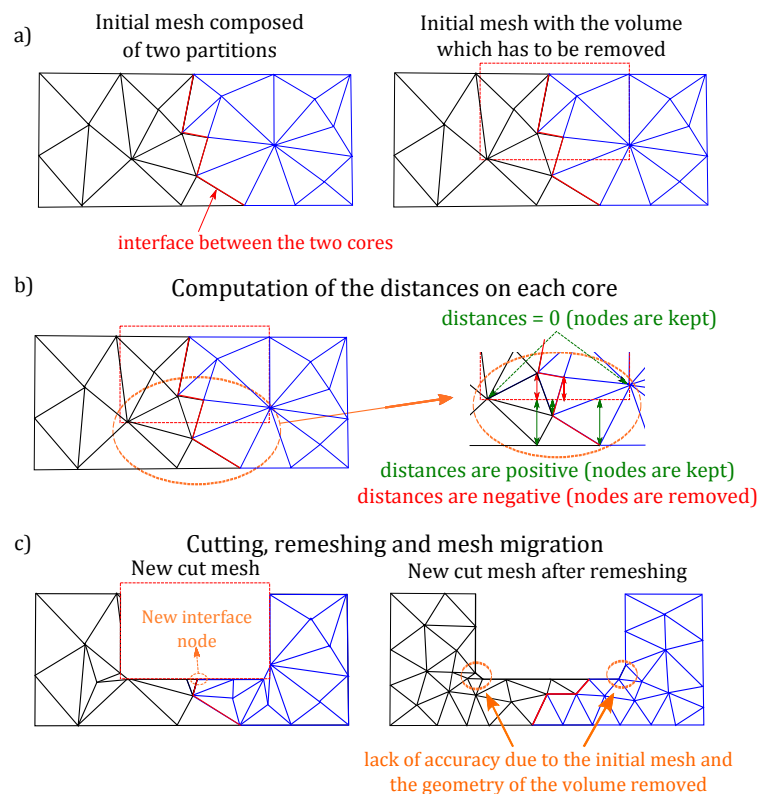 a)
Initial mesh composed
of two partitions
Initial mesh with the volume
which has to be removed
interface between the two cores
b)
Computation of the distances on each core
distances = 0 (nodes are kept)
distances are positive (nodes are kept)
distances are negative (nodes are removed)
c)
Cutting, remeshing and mesh migration
New cut mesh
New interface
node
New cut mesh after remeshing
lack of accuracy due to the initial mesh and
the geometry of the volume removed